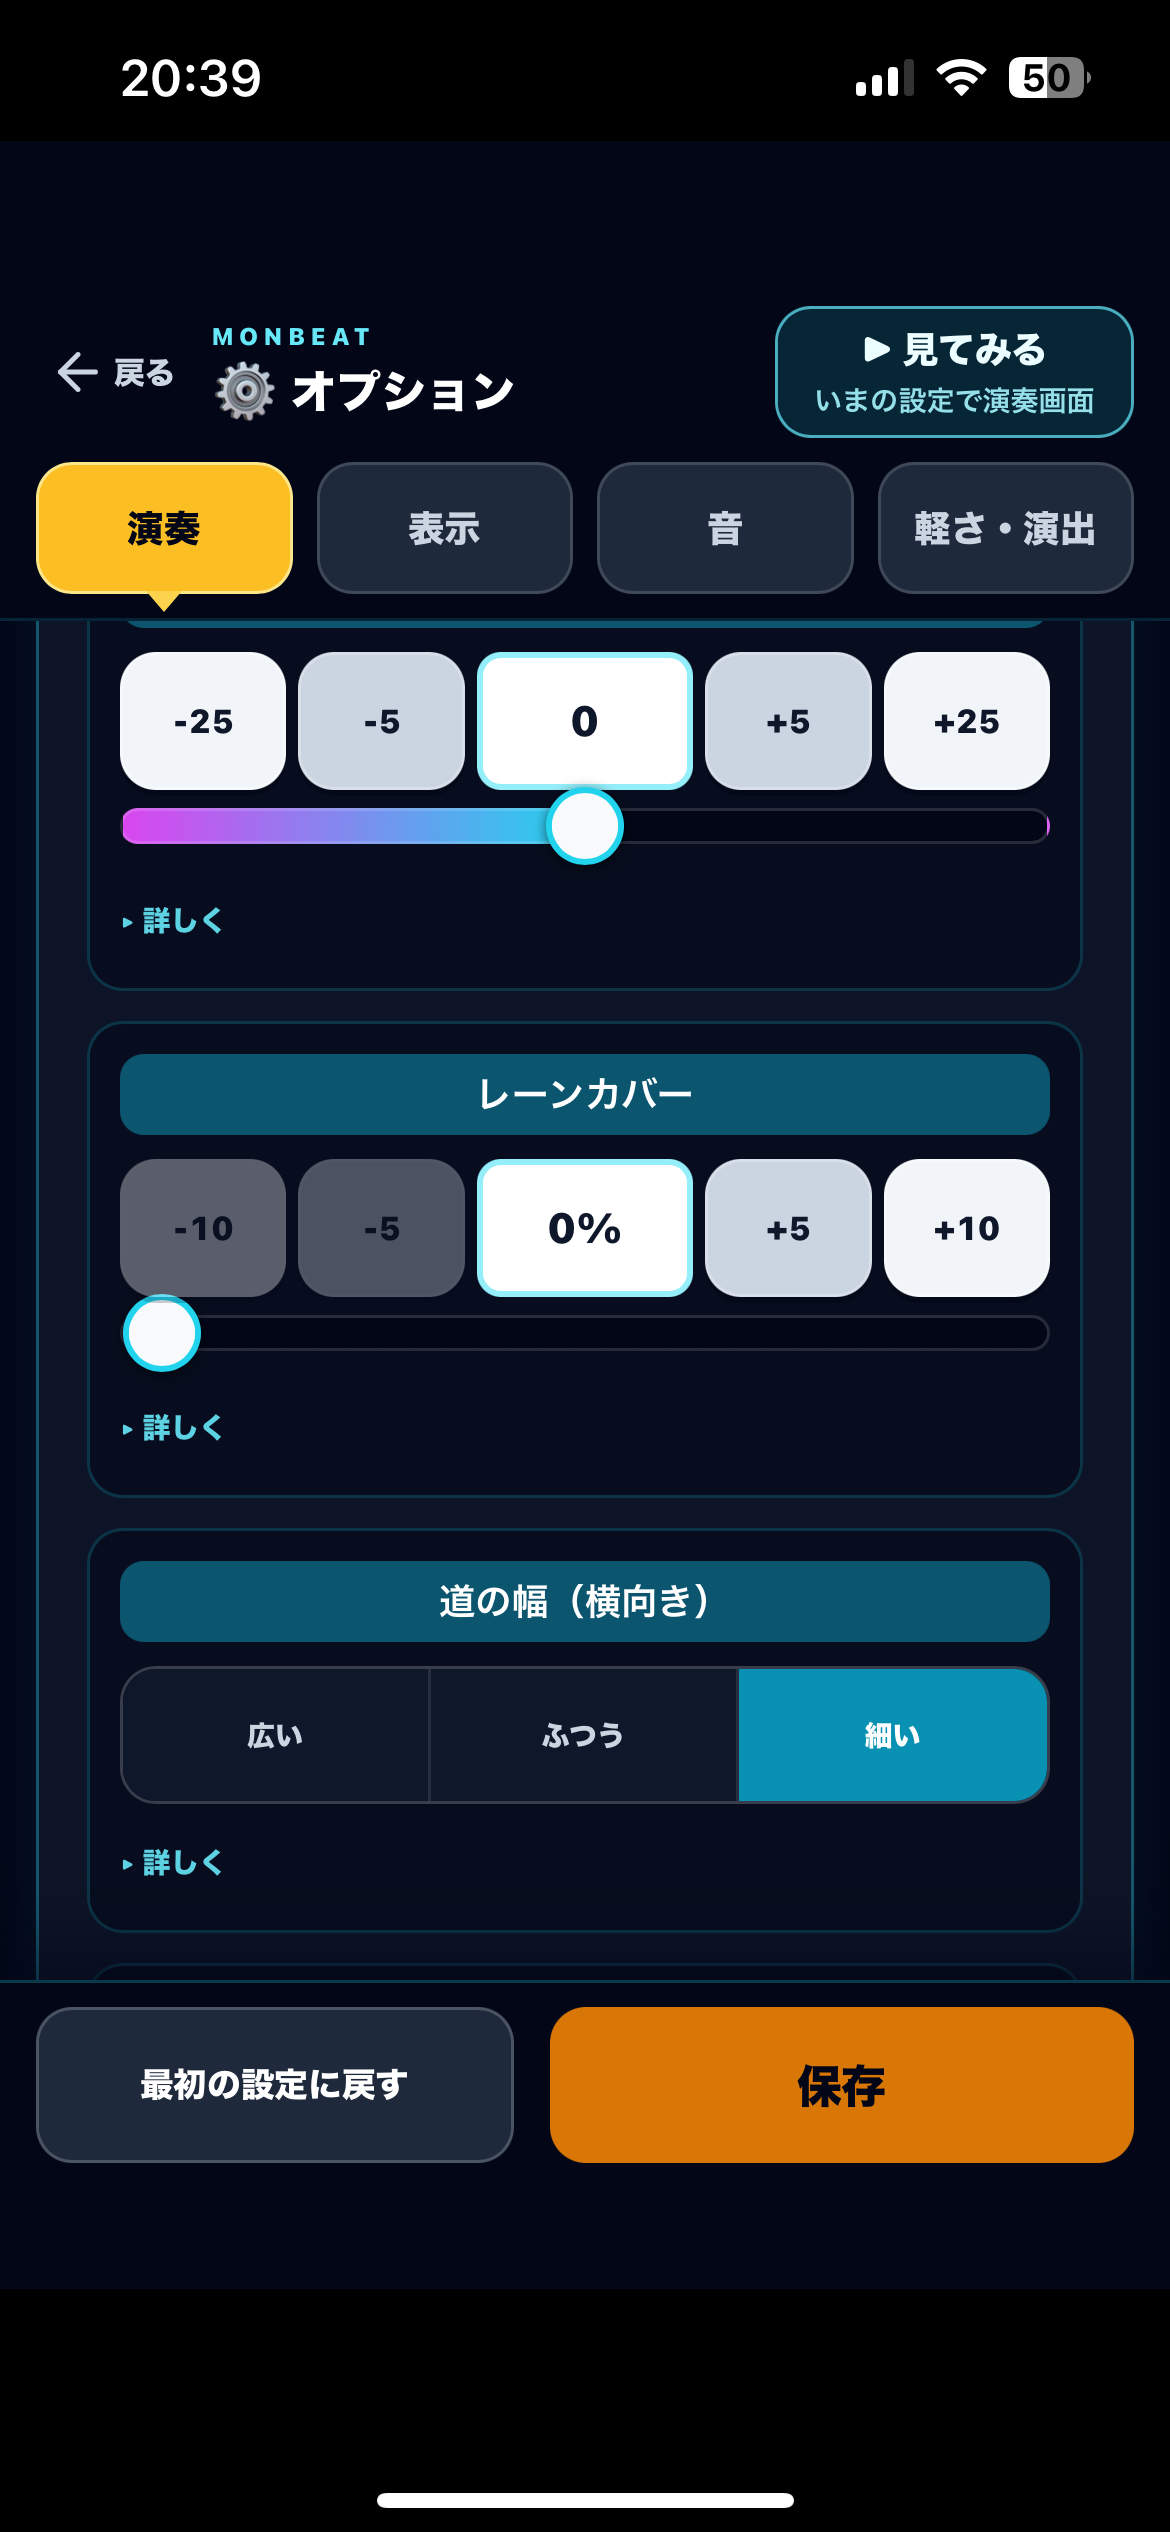 20:39
50
MONBEAT
戻る
⚙ オプション
▶ 見てみる
いまの設定で演奏画面
演奏
表示
音
軽さ・演出
-25
-5
0
+5
+25
▸ 詳しく
レーンカバー
-10
-5
0%
+5
+10
▸ 詳しく
道の幅（横向き）
広い
ふつう
細い
▸ 詳しく
最初の設定に戻す
保存